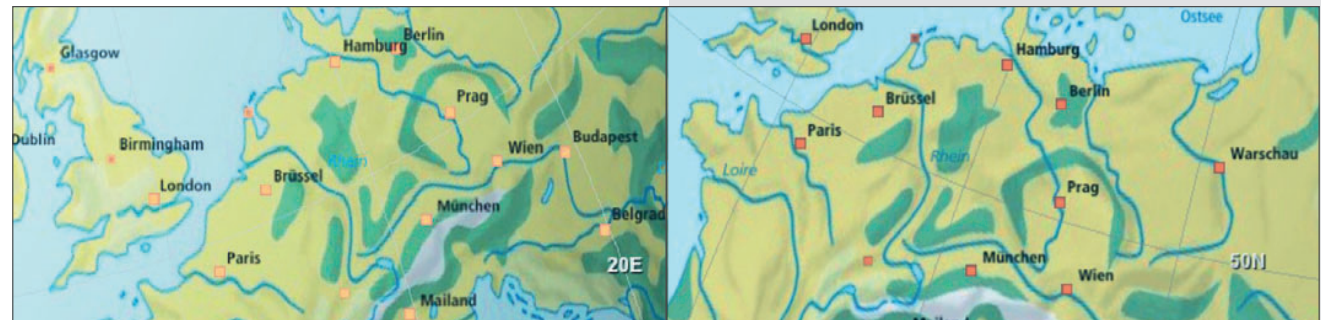 Berlin
Hamburg
Glasgow
Prag
Dublin
Birmingham
Wien
Budapest
Rhein
Brüssel
London
München
Belgrad
Paris
20E
Mailand
London
Ostsee
Hamburg
Berlin
Brüssel
Paris
Warschau
Rhein
Loire
Prag
München
50N
Wien
Mailand